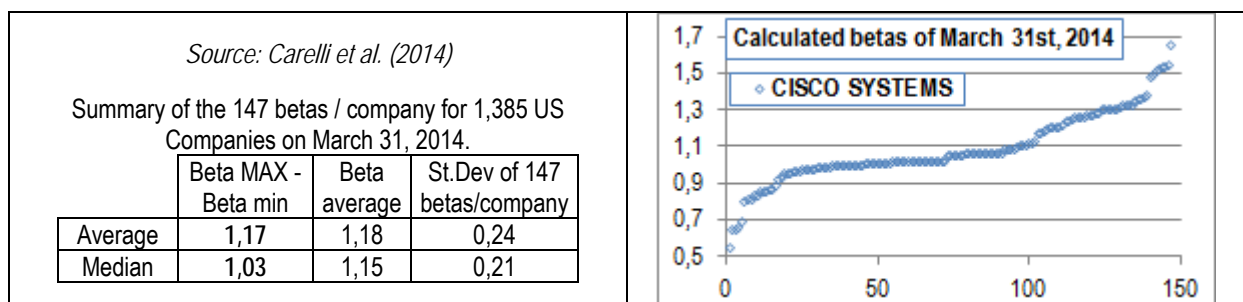 Source: Carelli et al. (2014)
Summary of the 147 betas / company for 1,385 US
Companies on March 31, 2014.
Beta MAX - Beta St.Dev of 147
Beta min average betas/company
Average 1,17 1,18 0,24
Median 1,03 1,15 0,21
Calculated betas of March 31st, 2014
CISCO SYSTEMS
1,7
1,5
1,3
1,1
0,9
0,7
0,5
0 50 100 150